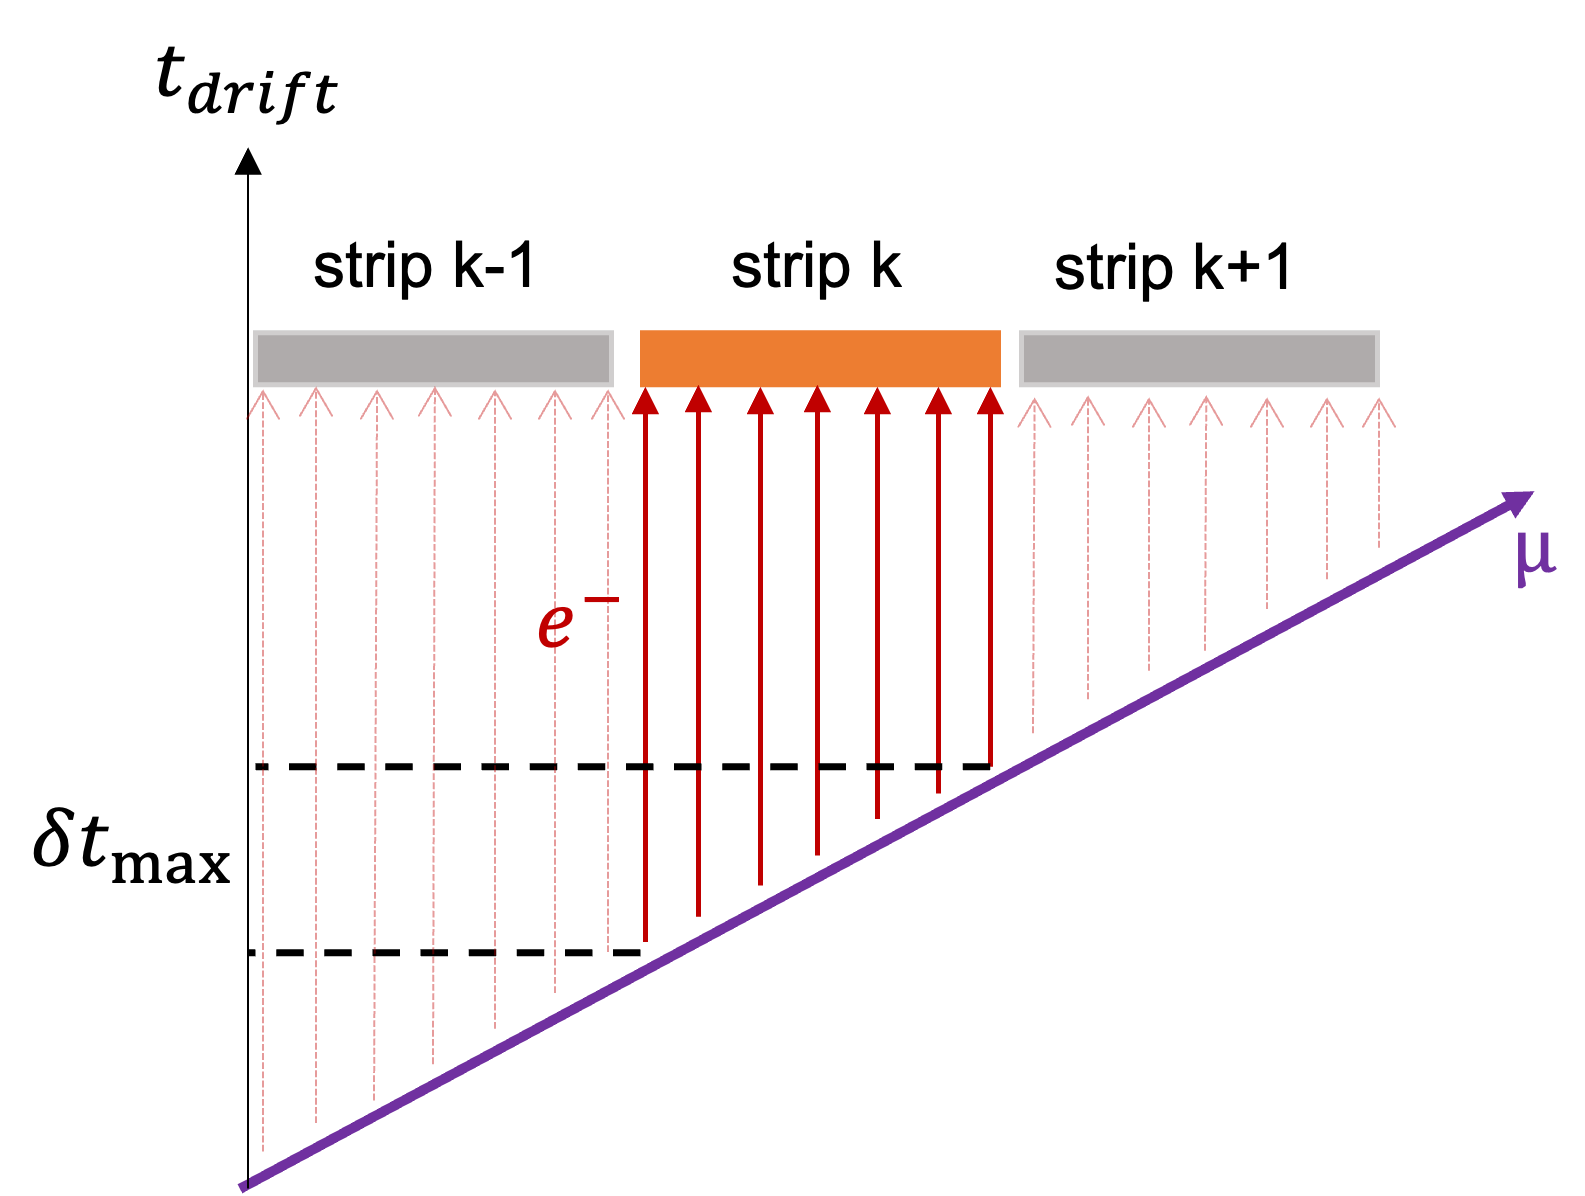 t_drift
strip k-1 strip k strip k+1
μ
e⁻
δt_max